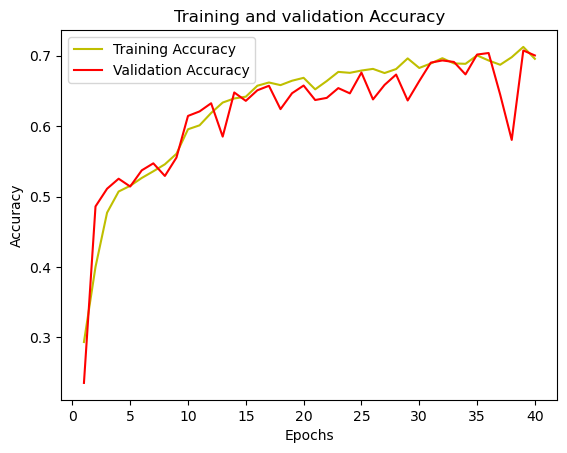 Training and validation Accuracy
Training Accuracy
Validation Accuracy
0.7
0.6
0.5
0.4
0.3
Accuracy
0 5 10 15 20 25 30 35 40
Epochs